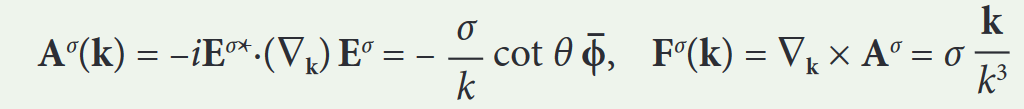 A^σ(k) = −iE^σ*·(∇_k) E^σ = − σ/k cot θ ϕ̄, F^σ(k) = ∇_k × A^σ = σ k/k³